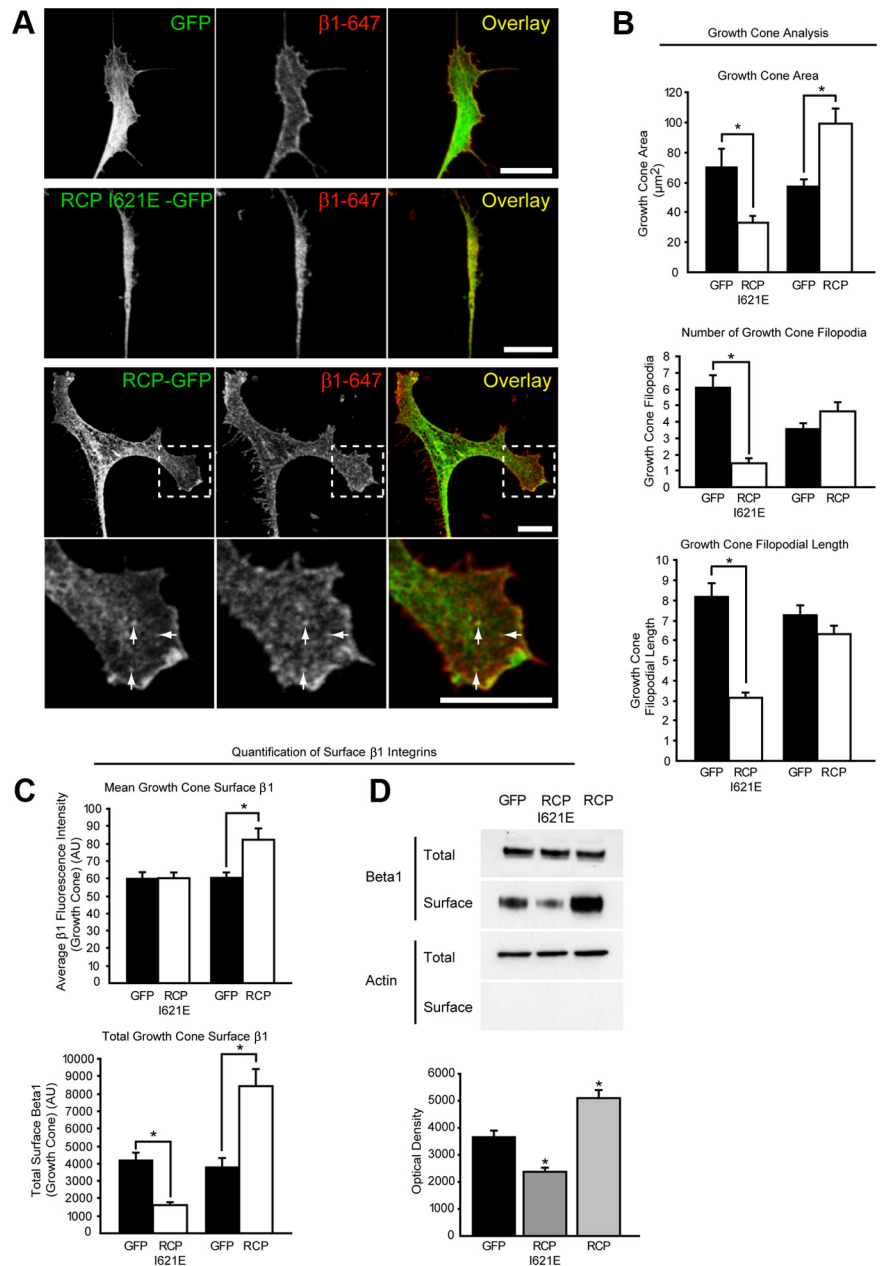 A
GFP
β1-647
Overlay
RCP I621E -GFP
β1-647
Overlay
RCP-GFP
β1-647
Overlay
B
Growth Cone Analysis
Growth Cone Area
Growth Cone Area
(µm2)
120
100
80
60
40
20
0
*
*
GFP RCP GFP RCP
I621E
Number of Growth Cone Filopodia
Growth Cone Filopodia
8
7
6
5
4
3
2
1
0
*
GFP RCP GFP RCP
I621E
Growth Cone Filopodial Length
Growth Cone
Filopodial Length
10
9
8
7
6
5
4
3
2
1
0
*
GFP RCP GFP RCP
I621E
Quantification of Surface β1 Integrins
C
Mean Growth Cone Surface β1
Average β1 Fluorescence Intensity
(Growth Cone) (AU)
100
90
80
70
60
50
40
30
20
10
0
*
GFP RCP GFP RCP
I621E
Total Growth Cone Surface β1
Total Surface Beta1
(Growth Cone) (AU)
10000
9000
8000
7000
6000
5000
4000
3000
2000
1000
0
*
*
GFP RCP GFP RCP
I621E
D
GFP RCP RCP
I621E
Beta1
Total
Surface
Actin
Total
Surface
Optical Density
6000
5000
4000
3000
2000
1000
0
*
*
GFP RCP RCP
I621E